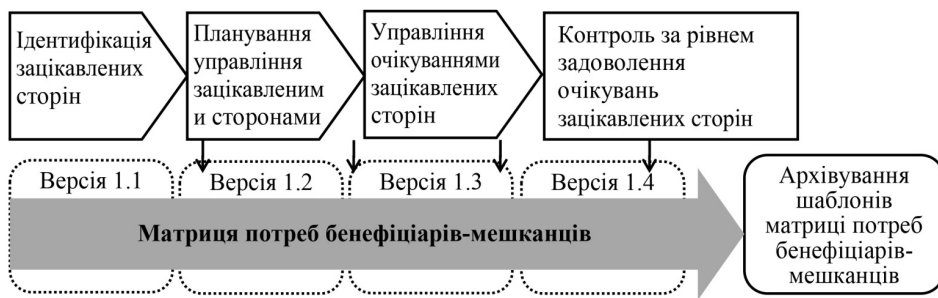 Ідентифікація
зацікавлених
сторін
Планування
управління
зацікавленим
и сторонами
Управління
очікуваннями
зацікавлених
сторін
Контроль за рівнем
задоволення
очікувань
зацікавлених сторін
Версія 1.1
Версія 1.2
Версія 1.3
Версія 1.4
Матриця потреб бенефіціарів-мешканців
Архівування
шаблонів
матриці потреб
бенефіціарів-
мешканців